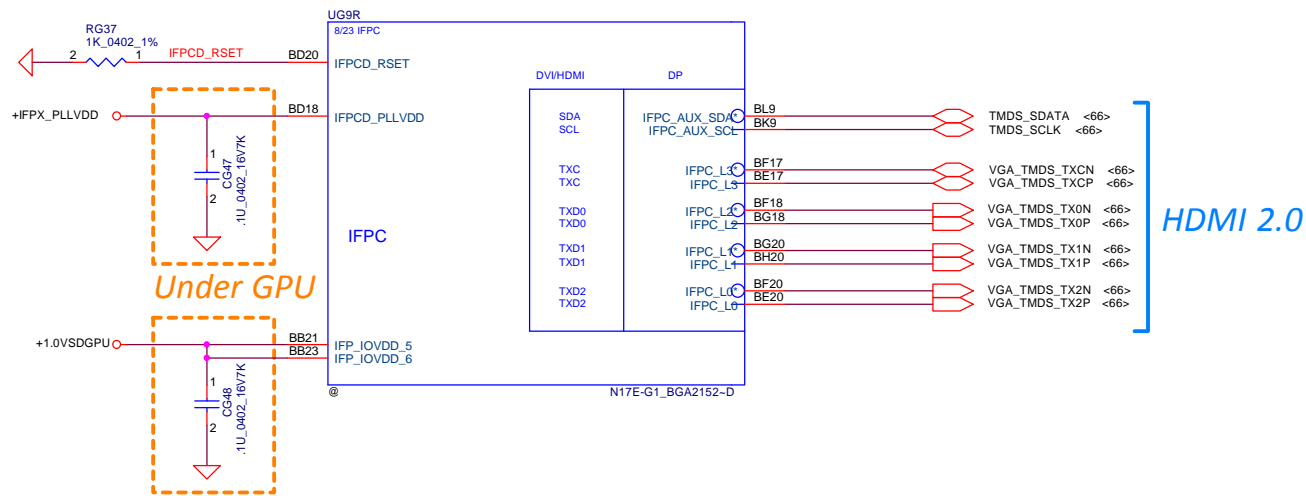 UG9R
8/23 IFPC
RG37
1K_0402_1%
2
1
IFPCD_RSET
BD20
IFPCD_RSET
DVI/HDMI
DP
+IFPX_PLLVDD
BD18
IFPCD_PLLVDD
1
CG47
2
.1U_0402_16V7K
Under GPU
SDA
IFPC_AUX_SDA*
BL9
TMDS_SDATA <66>
SCL
IFPC_AUX_SCL
BK9
TMDS_SCLK <66>
TXC
IFPC_L3*
BF17
VGA_TMDS_TXCN <66>
TXC
IFPC_L3
BE17
VGA_TMDS_TXCP <66>
TXD0
IFPC_L2*
BF18
VGA_TMDS_TX0N <66>
TXD0
IFPC_L2
BG18
VGA_TMDS_TX0P <66>
IFPC
TXD1
IFPC_L1*
BG20
VGA_TMDS_TX1N <66>
TXD1
IFPC_L1
BH20
VGA_TMDS_TX1P <66>
TXD2
IFPC_L0*
BF20
VGA_TMDS_TX2N <66>
TXD2
IFPC_L0
BE20
VGA_TMDS_TX2P <66>
HDMI 2.0
+1.0VSDGPU
BB21
IFP_IOVDD_5
BB23
IFP_IOVDD_6
1
CG48
2
.1U_0402_16V7K
@
N17E-G1_BGA2152~D